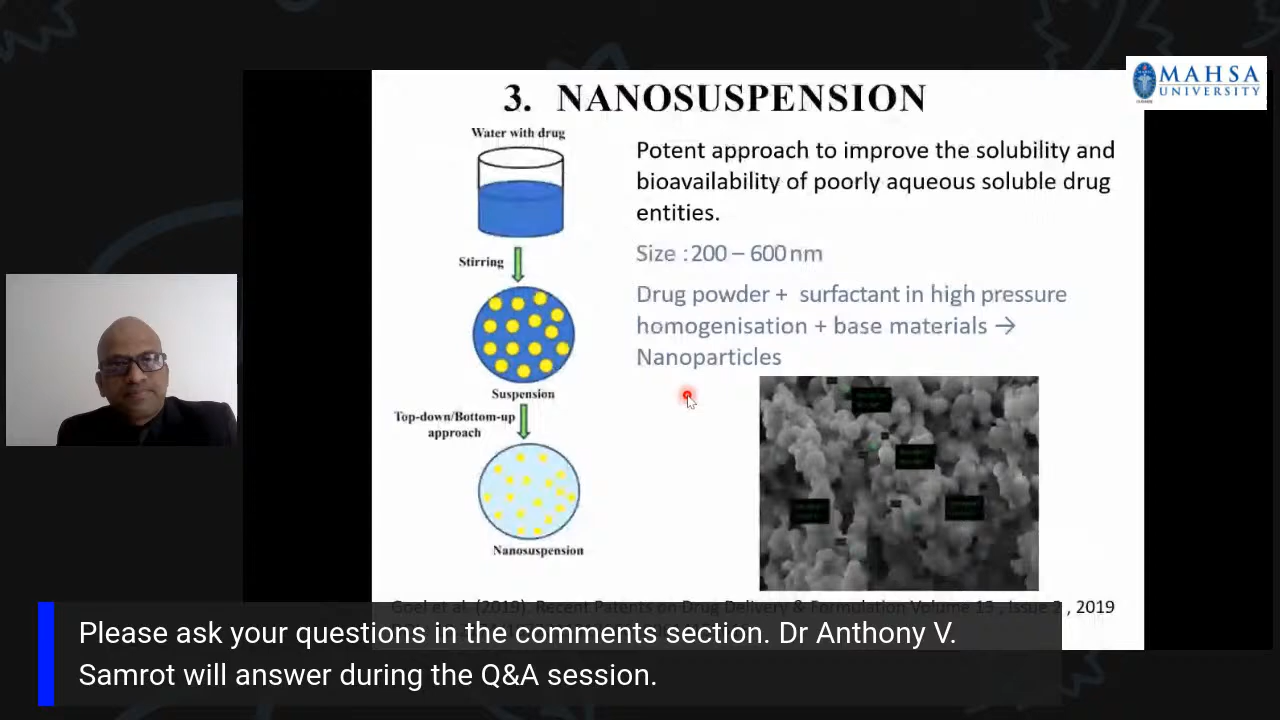 3. NANOSUSPENSION
MAHSA
UNIVERSITY
Water with drug
Stirring
Suspension
Top-down/Bottom-up
approach
Nanosuspension
Potent approach to improve the solubility and
bioavailability of poorly aqueous soluble drug
entities.
Size : 200 – 600 nm
Drug powder + surfactant in high pressure
homogenisation + base materials →
Nanoparticles
Goel et al. (2019). Recent Patents on Drug Delivery & Formulation Volume 13 , Issue 2 , 2019
Please ask your questions in the comments section. Dr Anthony V.
Samrot will answer during the Q&A session.